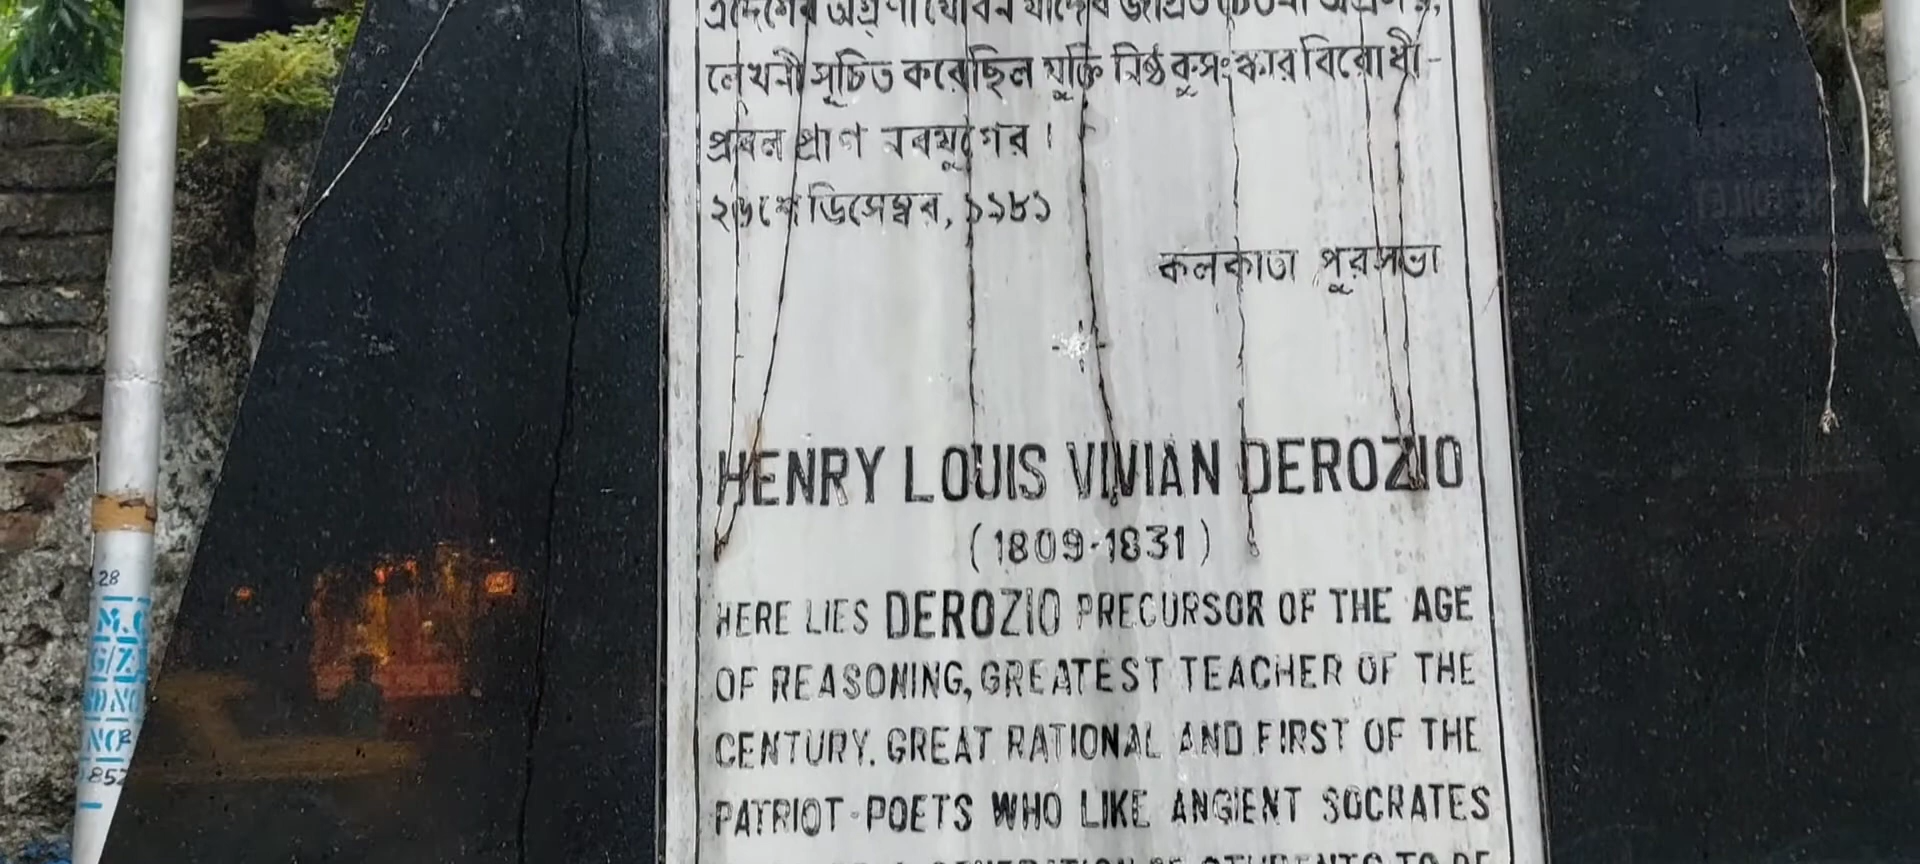 লেখনী সূচিত করেছিল যুক্তি নিষ্ঠ কুসংস্কার বিরোধী-
প্রবল প্রাণ নবযুগের।
২৬শে ডিসেম্বর, ১৯৮১
কলকাতা পুরসভা
HENRY LOUIS VIVIAN DEROZIO
(1809-1831)
HERE LIES DEROZIO PRECURSOR OF THE AGE
OF REASONING, GREATEST TEACHER OF THE
CENTURY. GREAT RATIONAL AND FIRST OF THE
PATRIOT-POETS WHO LIKE ANCIENT SOCRATES
28
M.C
G/Z
852